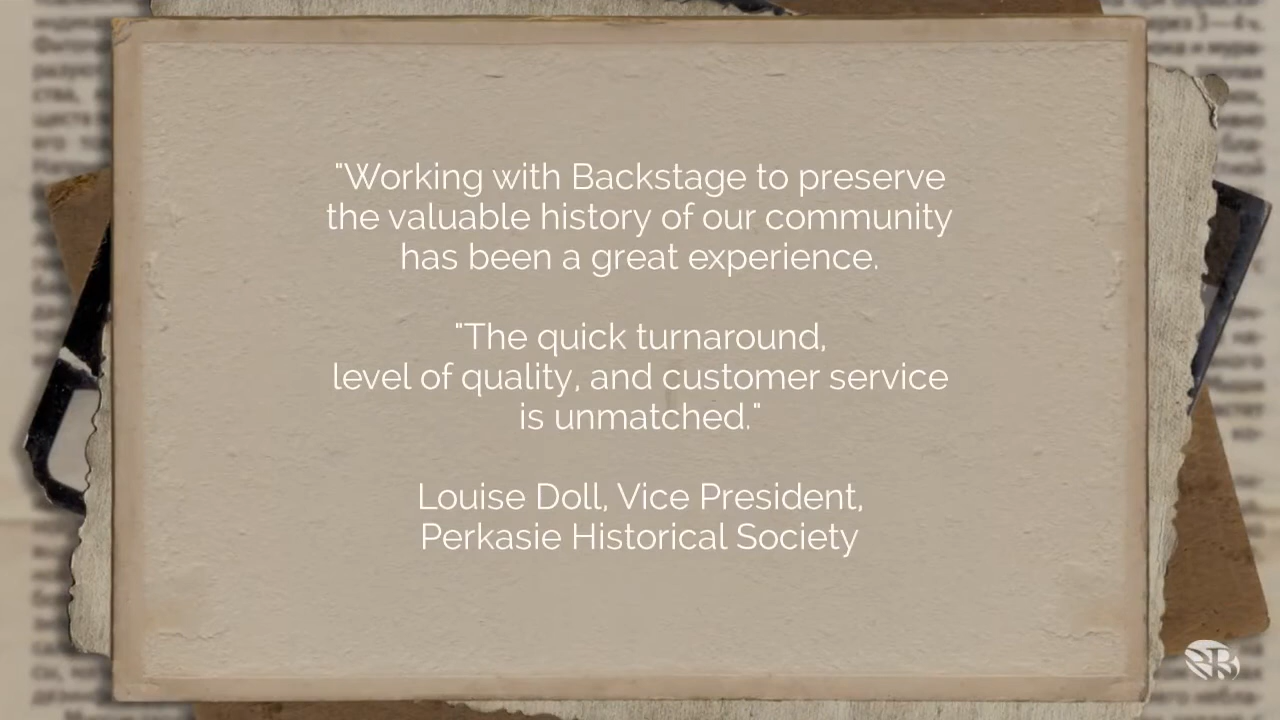 "Working with Backstage to preserve
the valuable history of our community
has been a great experience.
"The quick turnaround,
level of quality, and customer service
is unmatched."
Louise Doll, Vice President,
Perkasie Historical Society